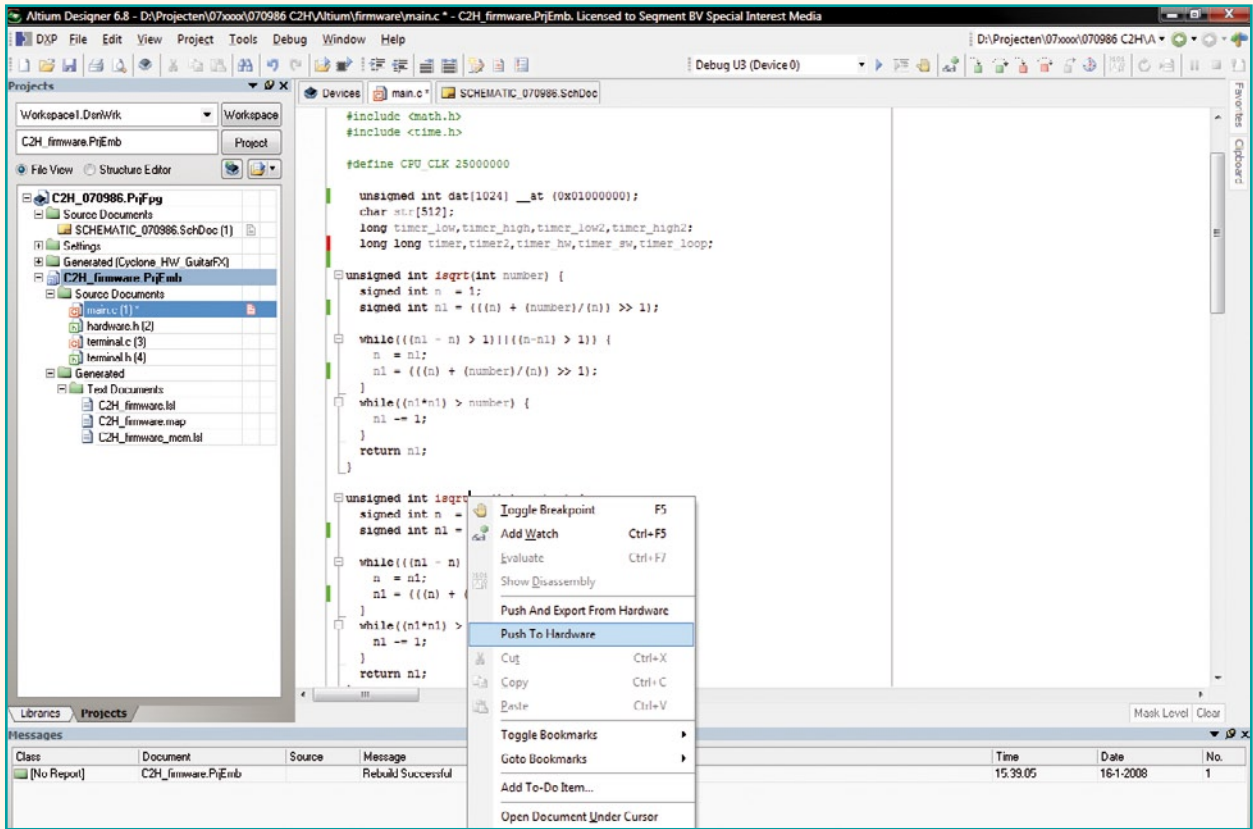 Altium Designer 6.8 - D:\Projecten\07xxxx\070986 C2H\Altium\firmware\main.c * - C2H_firmware.PrjEmb. Licensed to Segment BV Special Interest Media
DXP File Edit View Project Tools Debug Window Help D:\Projecten\07xxxx\070986 C2H\A
Debug U3 (Device 0)
Projects
Devices main.c * SCHEMATIC_070986.SchDoc
Favorites
Clipboard
Workspace1.DsnWrk Workspace
C2H_firmware.PrjEmb Project
File View Structure Editor
C2H_070986.PrjFpg
Source Documents
SCHEMATIC_070986.SchDoc (1)
Settings
Generated (Cyclone_HW_GuitarFX)
C2H_firmware.PrjEmb
Source Documents
main.c (1) *
hardware.h (2)
terminal.c (3)
terminal.h (4)
Generated
Text Documents
C2H_firmware.lsl
C2H_firmware.map
C2H_firmware_mem.lsl
#include <math.h>
#include <time.h>
#define CPU_CLK 25000000
unsigned int dat[1024] __at (0x01000000);
char str[512];
long timer_low,timer_high,timer_low2,timer_high2;
long long timer,timer2,timer_hw,timer_sw,timer_loop;
unsigned int isqrt(int number) {
signed int n = 1;
signed int n1 = (((n) + (number)/(n)) >> 1);
while(((n1 - n) > 1)||((n-n1) > 1)) {
n = n1;
n1 = (((n) + (number)/(n)) >> 1);
}
while((n1*n1) > number) {
n1 -= 1;
}
return n1;
}
unsigned int isqrt
signed int n =
signed int n1 =
while(((n1 - n)
n = n1;
n1 = (((n) + (
}
while((n1*n1) >
n1 -= 1;
}
return n1;
Toggle Breakpoint F5
Add Watch Ctrl+F5
Evaluate Ctrl+F7
Show Disassembly
Push And Export From Hardware
Push To Hardware
Cut Ctrl+X
Copy Ctrl+C
Paste Ctrl+V
Toggle Bookmarks
Goto Bookmarks
Add To-Do Item...
Open Document Under Cursor
Libraries Projects
Mask Level Clear
Messages
Class Document Source Message Time Date No.
[No Report] C2H_firmware.PrjEmb Rebuild Successful 15:39:05 16-1-2008 1